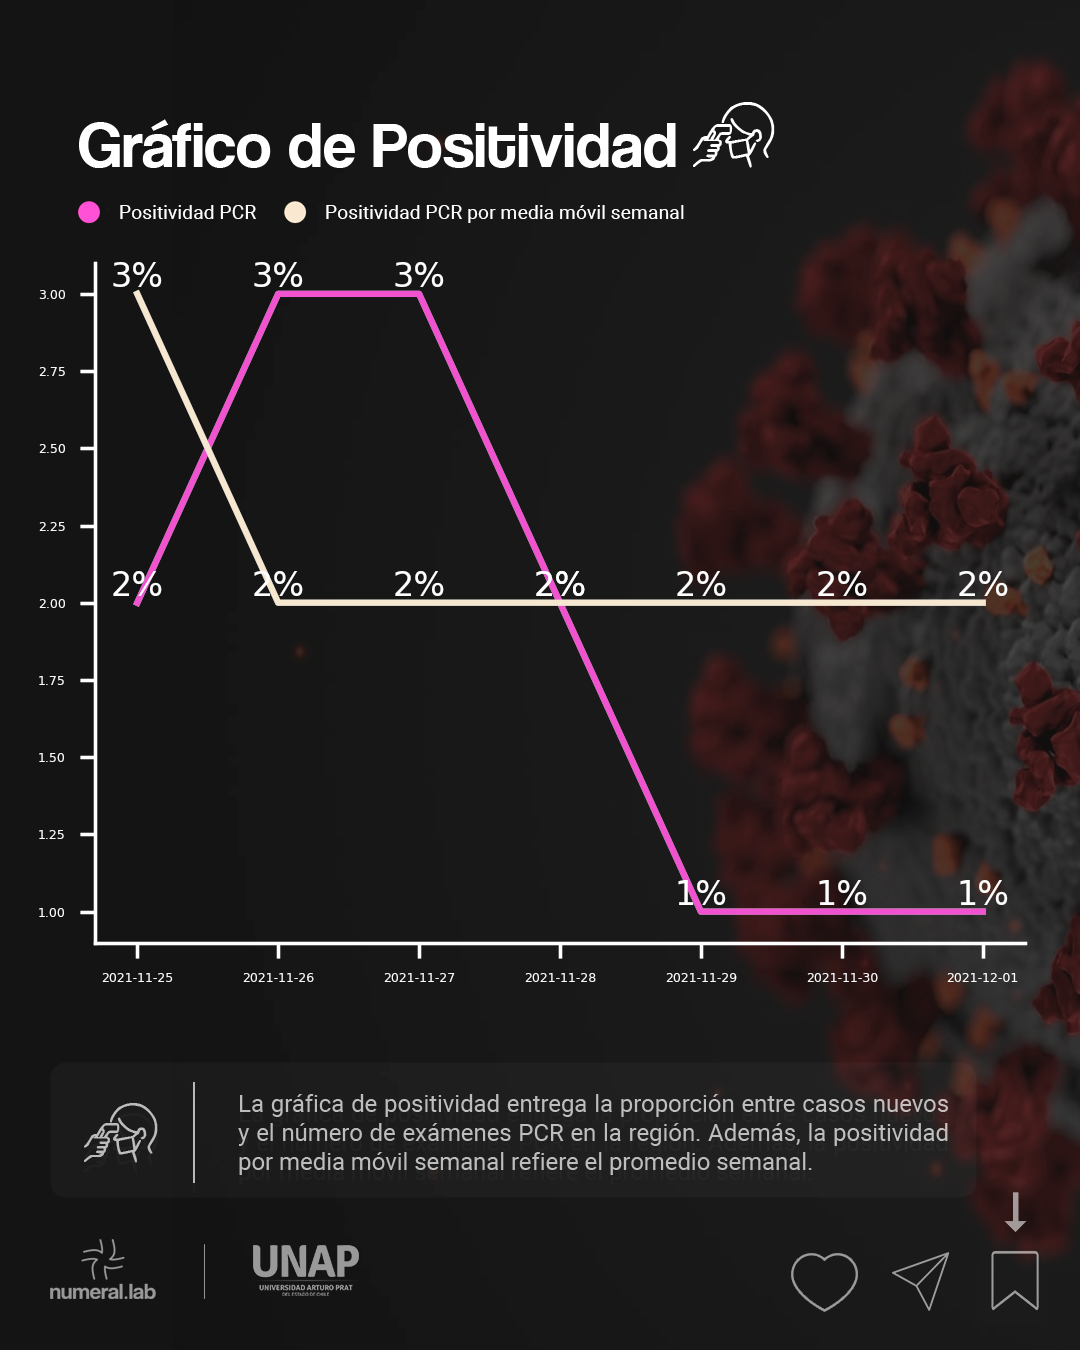 Gráfico de Positividad
Positividad PCR
Positividad PCR por media móvil semanal
3% 3% 3%
3.00
2.75
2.50
2.25
2% 2% 2% 2% 2% 2% 2%
2.00
1.75
1.50
1.25
1% 1% 1%
1.00
2021-11-25 2021-11-26 2021-11-27 2021-11-28 2021-11-29 2021-11-30 2021-12-01
La gráfica de positividad entrega la proporción entre casos nuevos
y el número de exámenes PCR en la región. Además, la positividad
por media móvil semanal refiere el promedio semanal.
numeral.lab
UNAP
UNIVERSIDAD ARTURO PRAT
DEL ESTADO DE CHILE